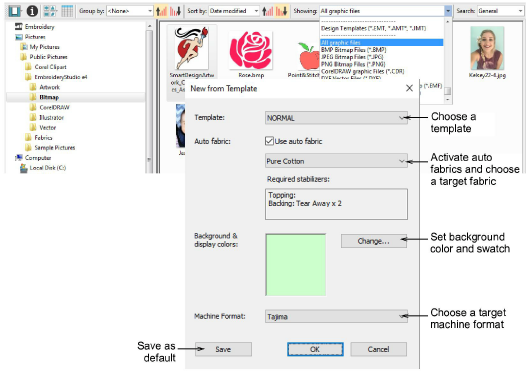 Group by: <None>
Sort by: Date modified
Showing: All graphic files
Search: General
Embroidery
Pictures
My Pictures
Public Pictures
Corel Clipart
EmbroideryStudio e4
Artwork
Bitmap
CorelDRAW
Illustrator
Vector
Fabrics
Sample Pictures
Computer
Local Disk (C:)
Design Templates (*.EMT, *.AMT*, *.JMT)
All graphic files
BMP Bitmap Files (*.BMP)
JPEG Bitmap Files (*.JPG)
PNG Bitmap Files (*.PNG)
CorelDRAW graphic Files (*.CDR)
SmartDesignArtw
Rose.bmp
Point&Stitch
Kelsey22-4.jpg
New from Template
Template:
NORMAL
Choose a
template
Auto fabric:
Use auto fabric
Pure Cotton
Activate auto
fabrics and choose
a target fabric
Required stabilizers:
Topping:
Backing: Tear Away x 2
Background &
display colors:
Change...
Set background
color and swatch
Machine Format:
Tajima
Choose a target
machine format
Save as
default
Save
OK
Cancel